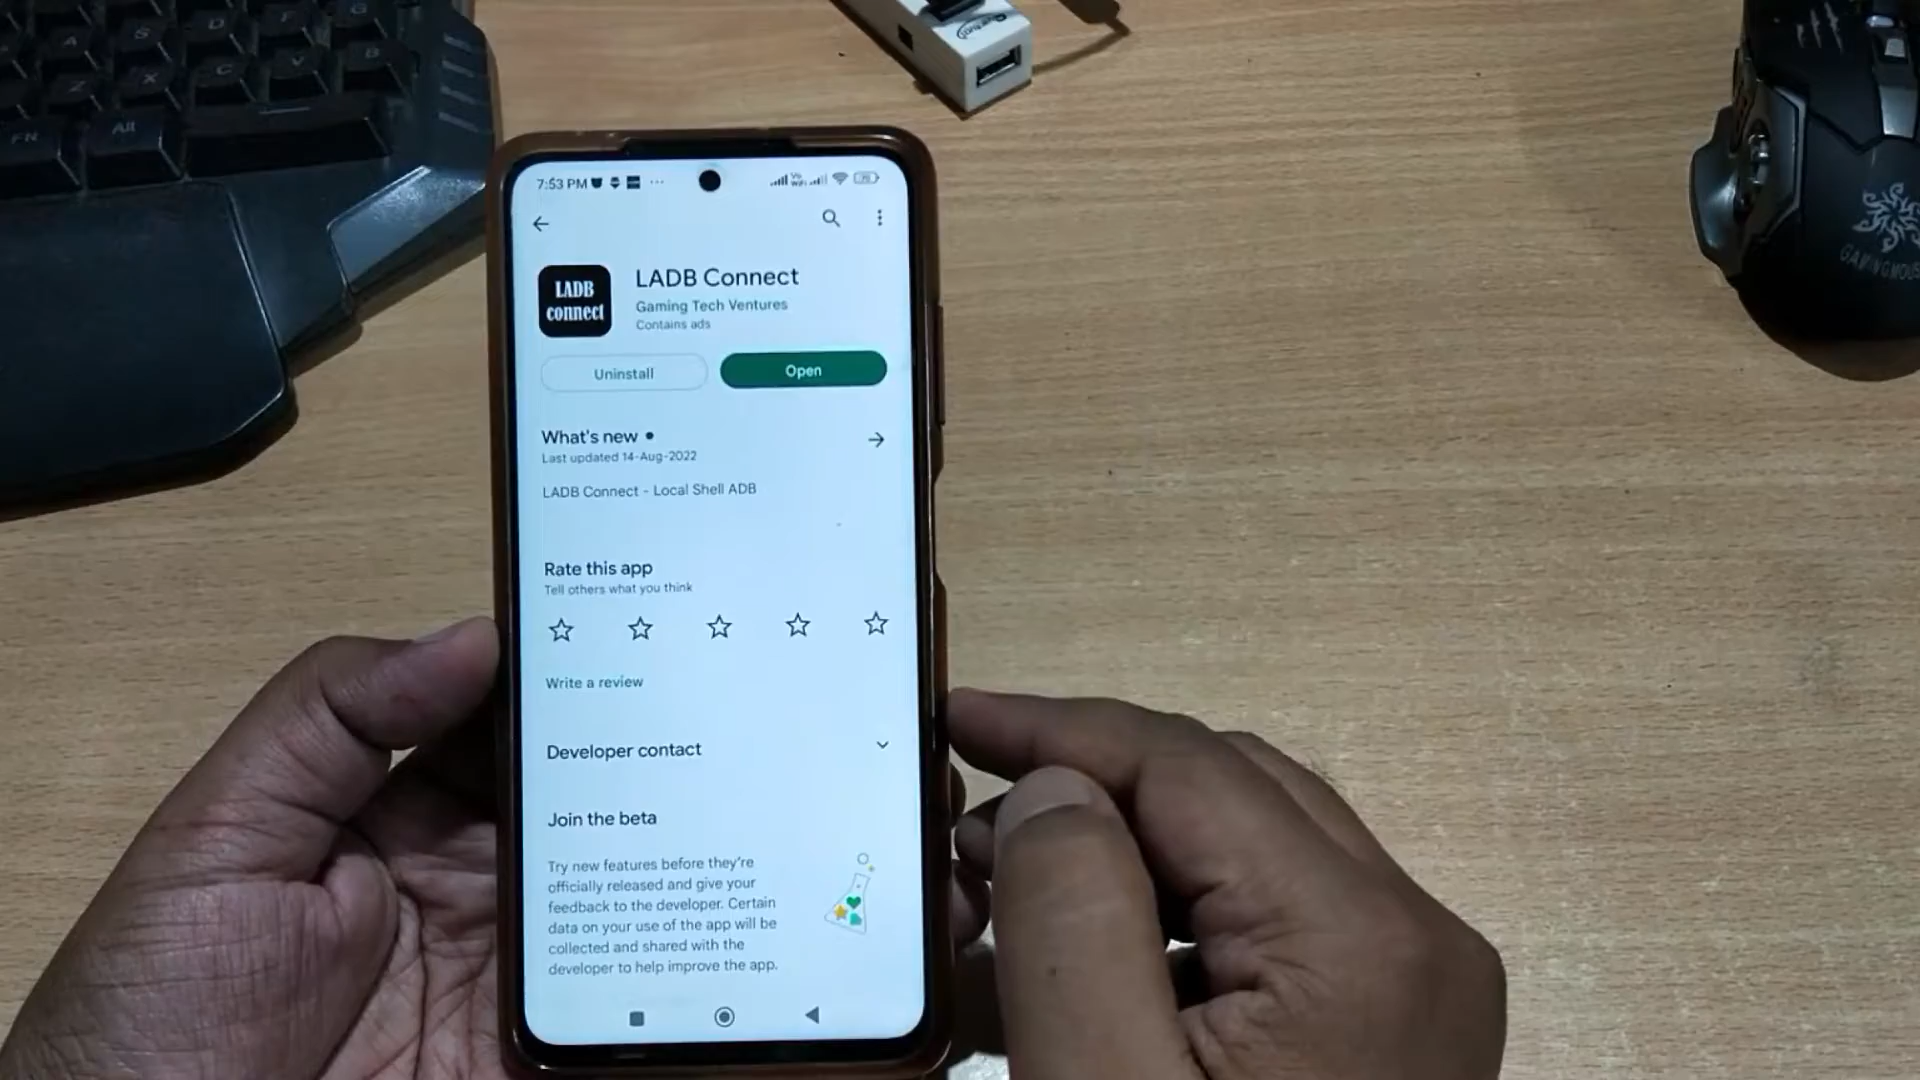 G
D
F
A
S
Z
X
C
V
B
FN
Alt
7:53 PM
Vo
WiFi
LADB
connect
LADB Connect
Gaming Tech Ventures
Contains ads
Uninstall
Open
What's new •
Last updated 14-Aug-2022
LADB Connect - Local Shell ADB
Rate this app
Tell others what you think
Write a review
Developer contact
Join the beta
Try new features before they're
officially released and give your
feedback to the developer. Certain
data on your use of the app will be
collected and shared with the
developer to help improve the app.
GAMING MOUSE